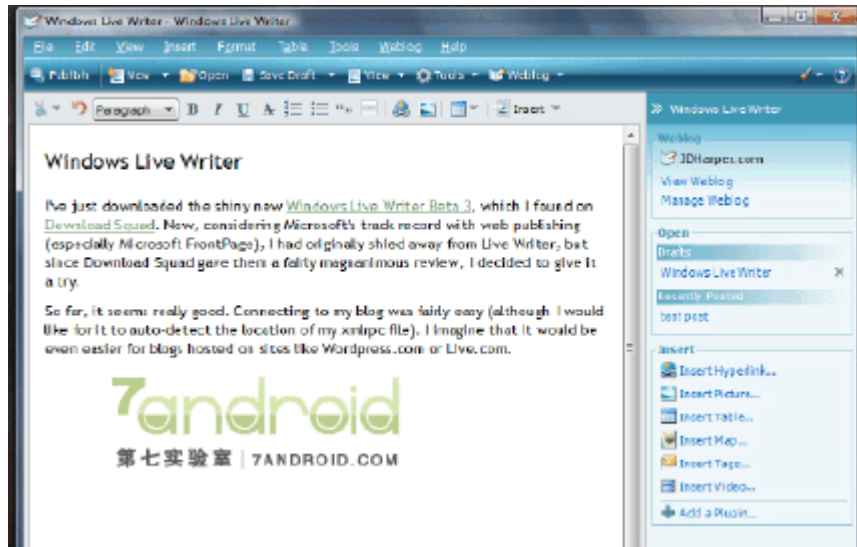 Windows Live Writer - Windows Live Writer
File Edit View Insert Format Table Tools Weblog Help
Publish New Open Save Draft View Tools Weblog
Paragraph B I U A Insert
Windows Live Writer
I've just downloaded the shiny new Windows Live Writer Beta 3, which I found on
Download Squad. Now, considering Microsoft's track record with web publishing
(especially Microsoft FrontPage), I had originally shied away from Live Writer, but
since Download Squad gave them a fairly magnanimous review, I decided to give it
a try.
So far, it seems really good. Connecting to my blog was fairly easy (although I would
like for it to auto-detect the location of my xmlrpc file). I imagine that it would be
even easier for blogs hosted on sites like Wordpress.com or Live.com.
7android
第七实验室 | 7ANDROID.COM
Windows Live Writer
Weblog
JDHarper.com
View Weblog
Manage Weblog
Open
Drafts
Windows Live Writer
Recently Posted
test post
Insert
Insert Hyperlink...
Insert Picture...
Insert Table...
Insert Map...
Insert Tags...
Insert Video...
Add a Plugin...